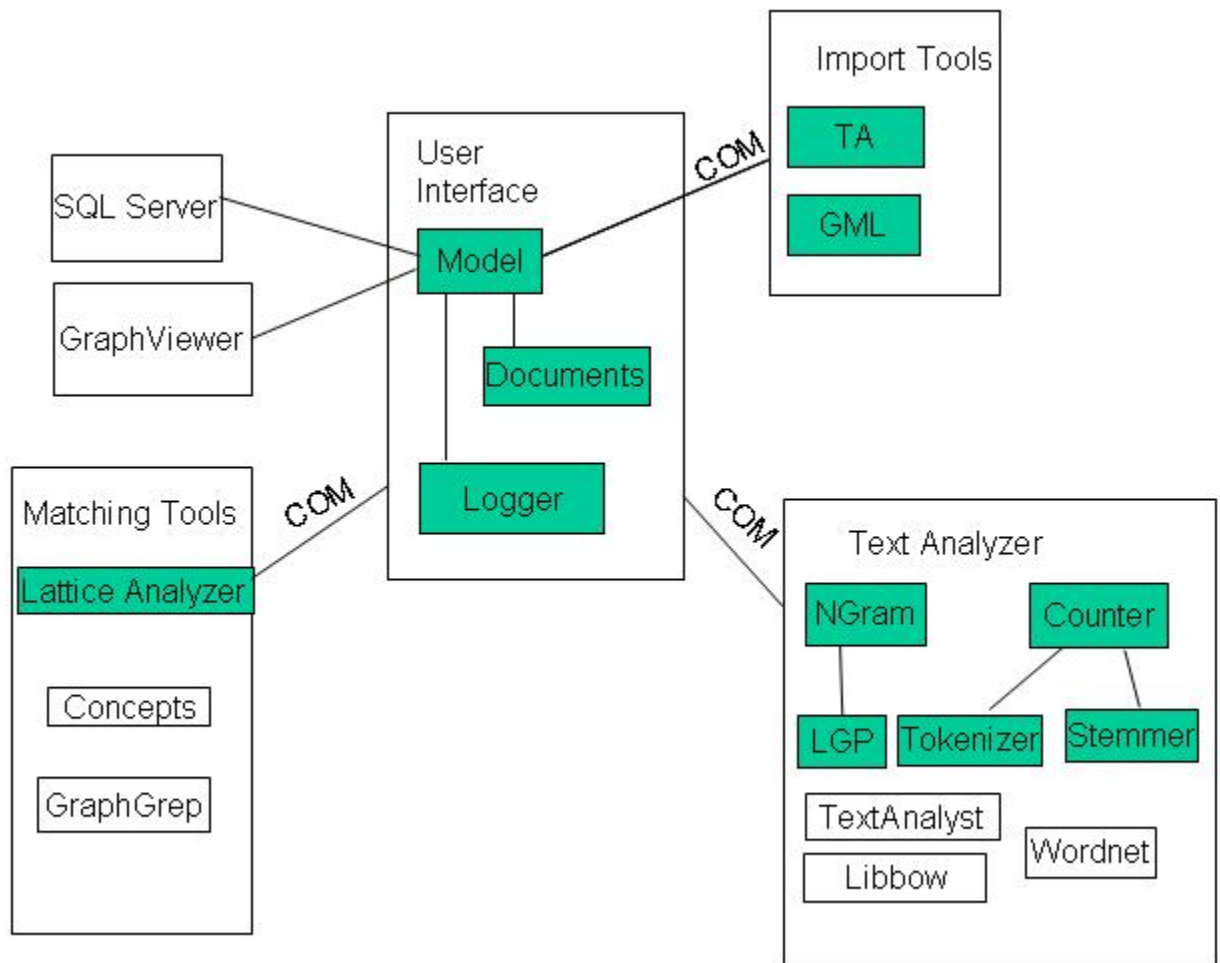 Import Tools
TA
GML
COM
User
Interface
Model
Documents
Logger
SQL Server
GraphViewer
Matching Tools
Lattice Analyzer
Concepts
GraphGrep
COM
COM
Text Analyzer
NGram
Counter
LGP
Tokenizer
Stemmer
TextAnalyst
Wordnet
Libbow